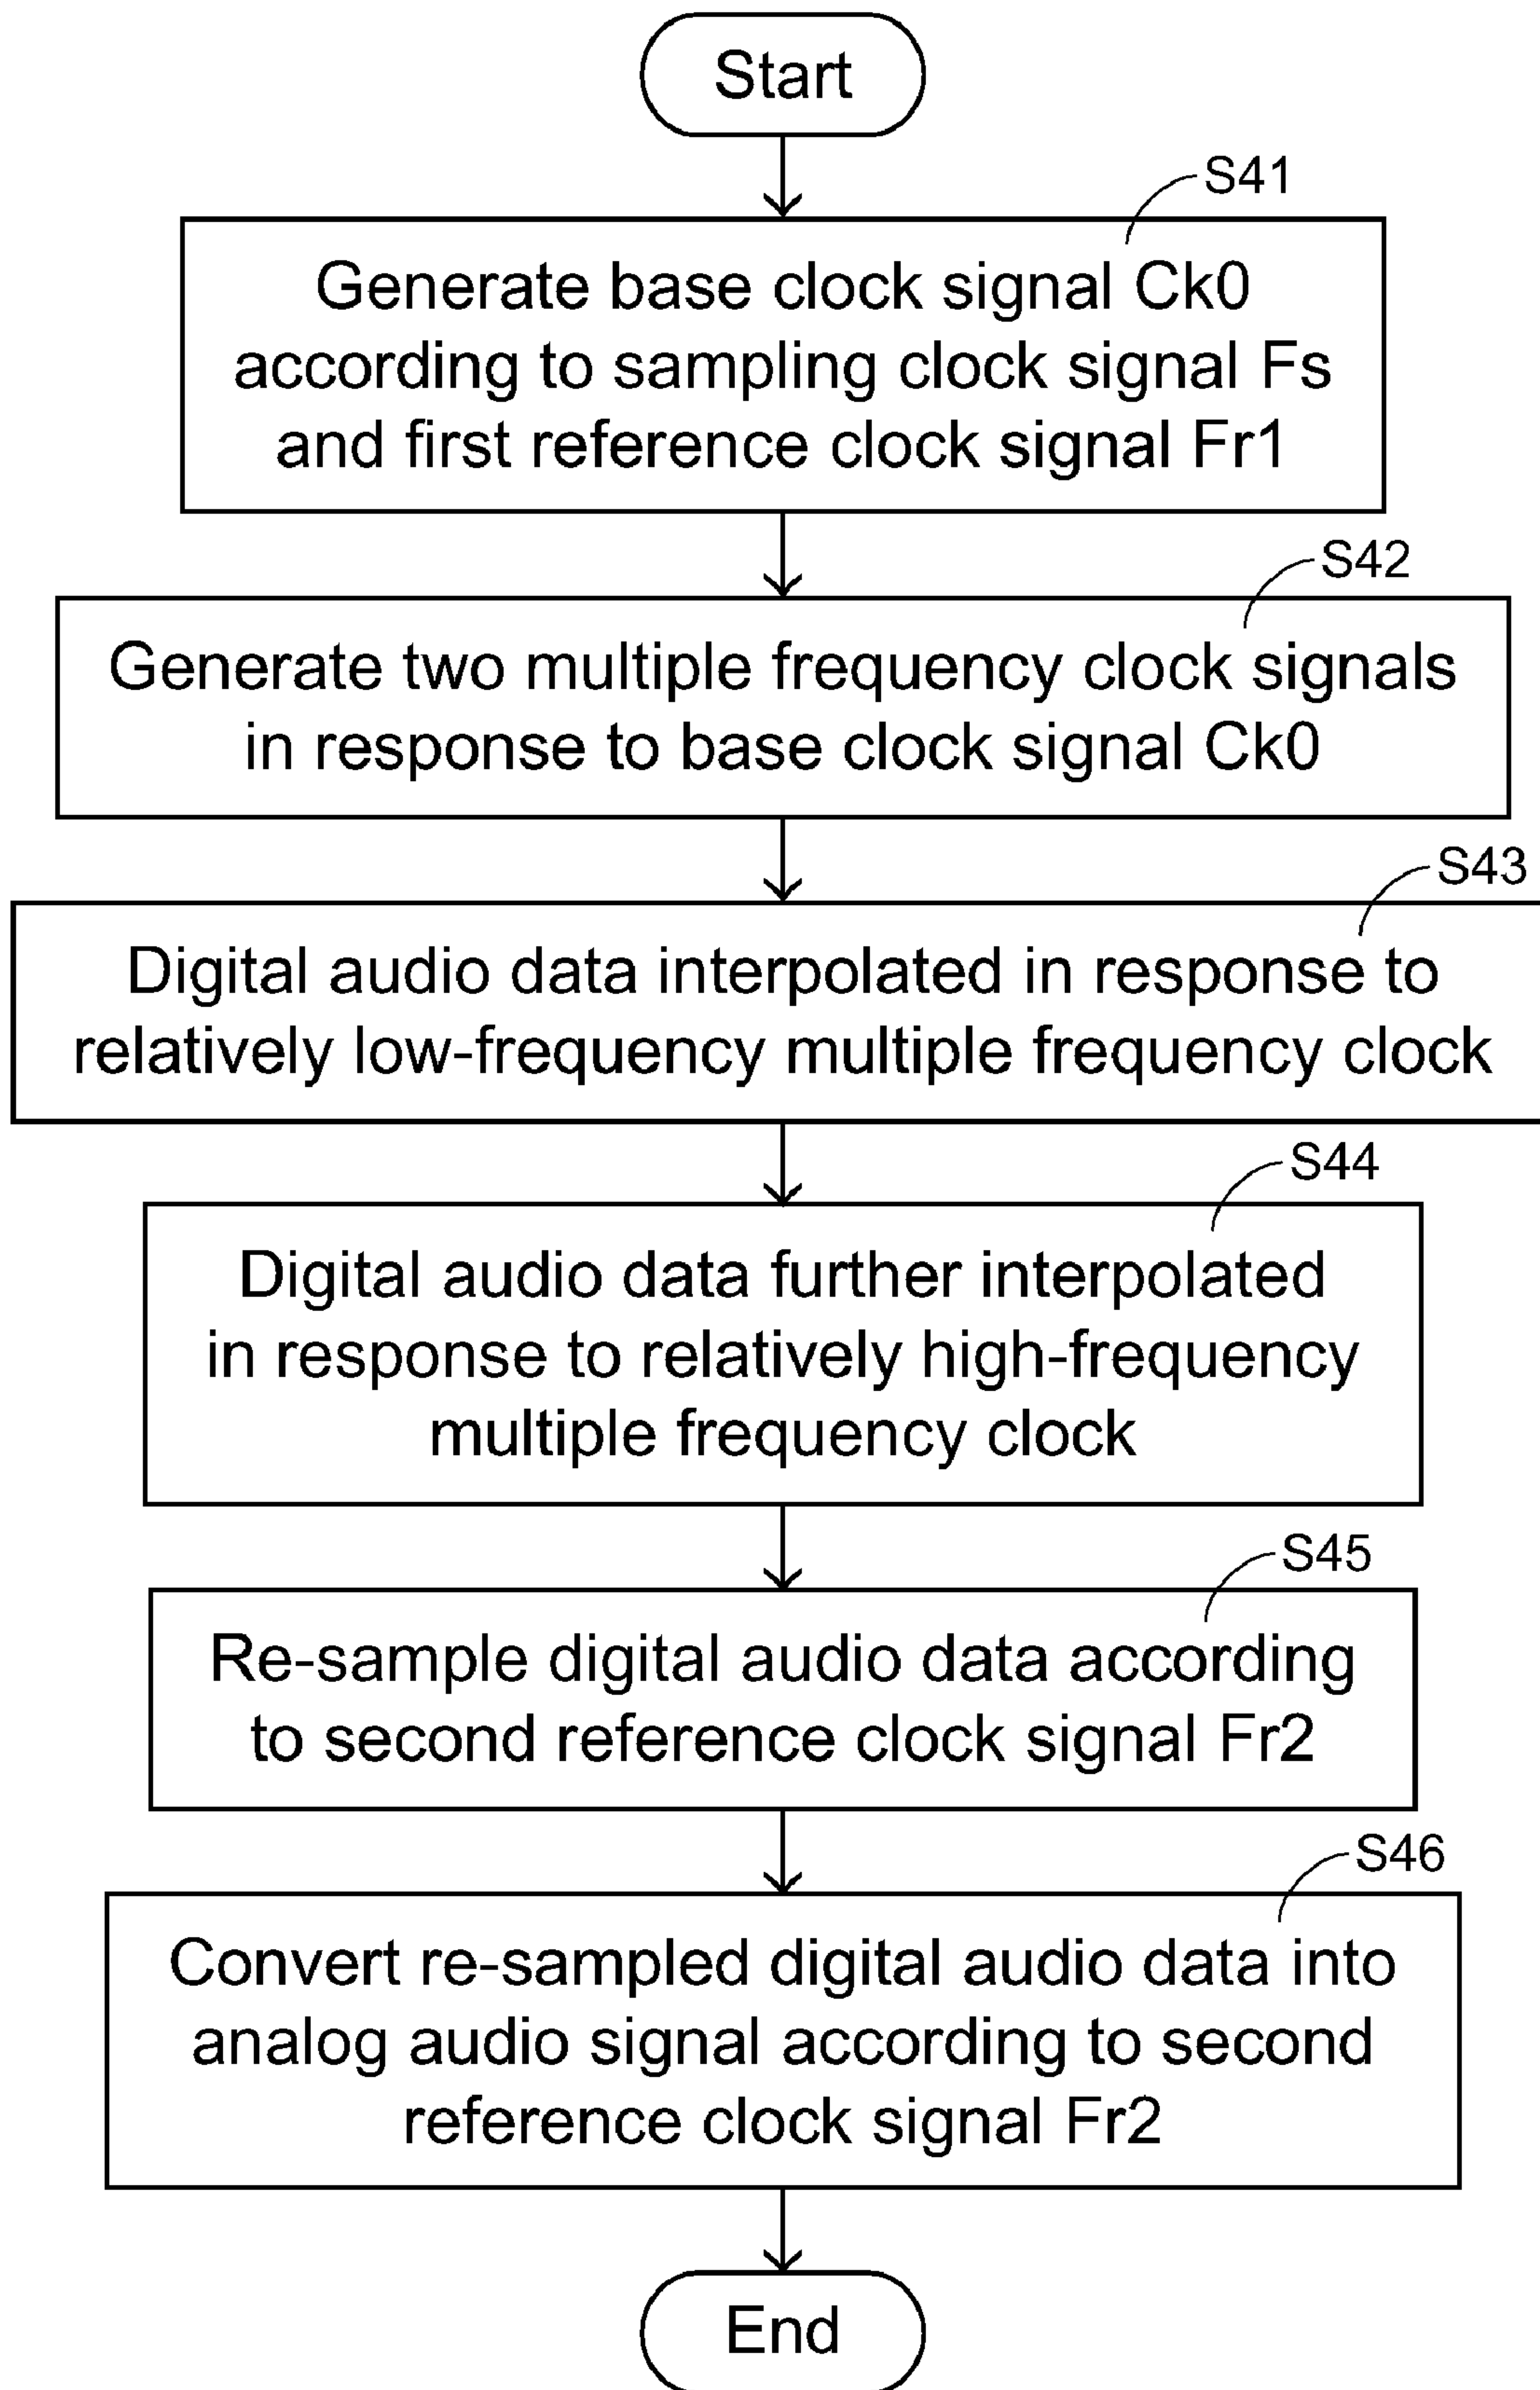 Start
S41
Generate base clock signal Ck0
according to sampling clock signal Fs
and first reference clock signal Fr1
S42
Generate two multiple frequency clock signals
in response to base clock signal Ck0
S43
Digital audio data interpolated in response to
relatively low-frequency multiple frequency clock
S44
Digital audio data further interpolated
in response to relatively high-frequency
multiple frequency clock
S45
Re-sample digital audio data according
to second reference clock signal Fr2
S46
Convert re-sampled digital audio data into
analog audio signal according to second
reference clock signal Fr2
End